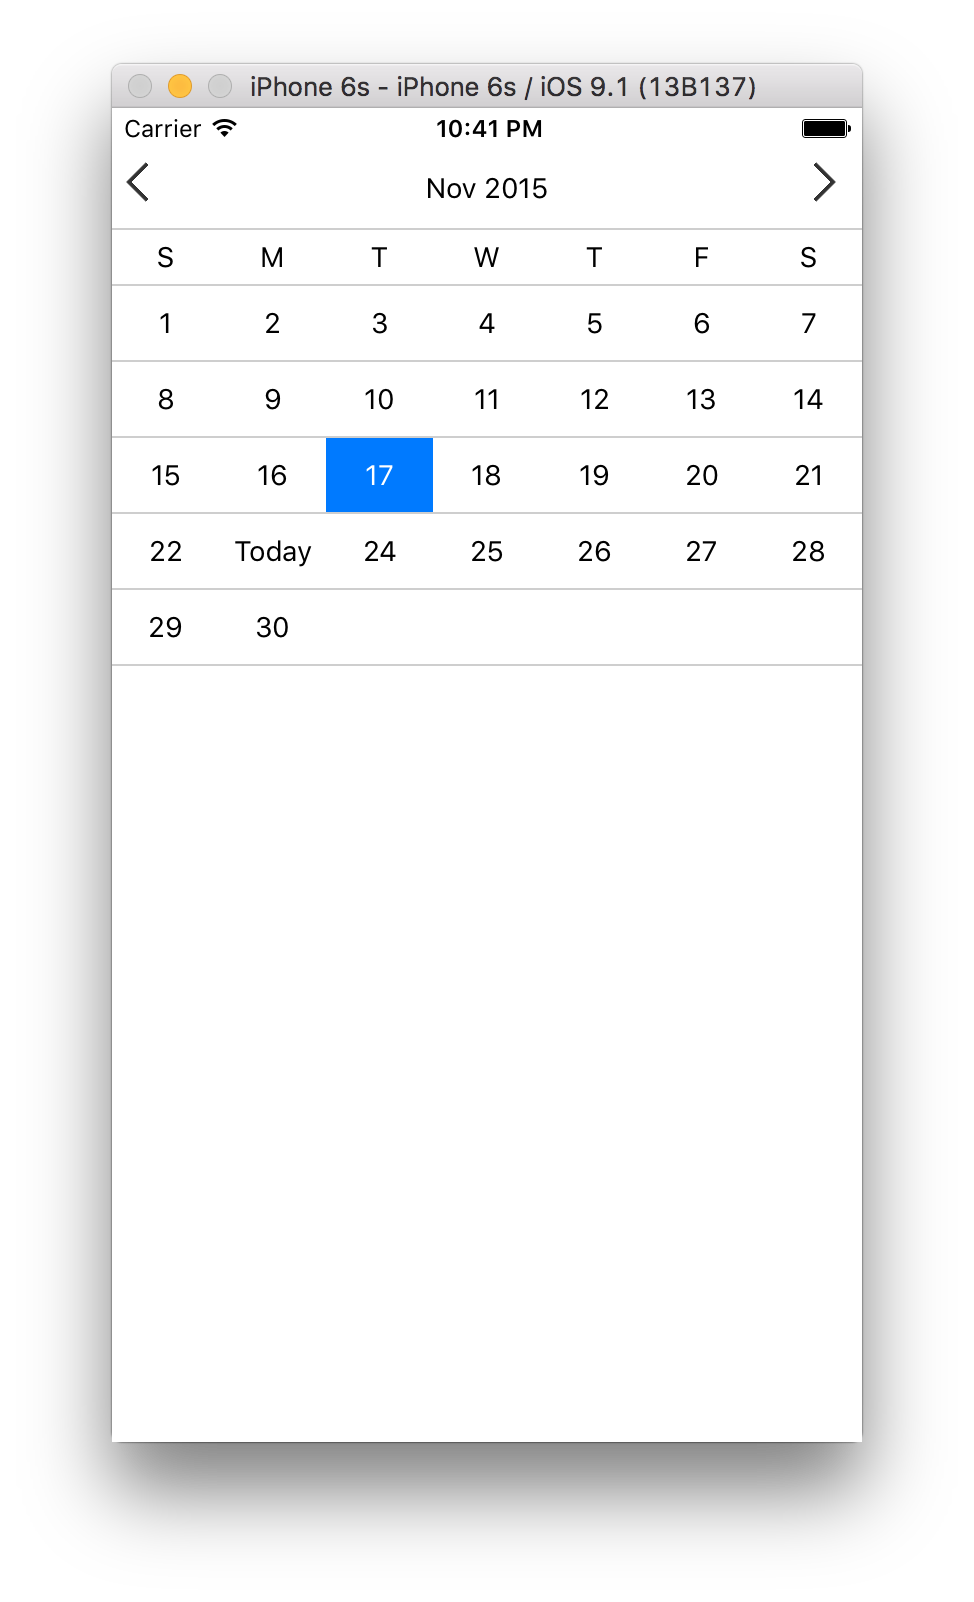 iPhone 6s - iPhone 6s / iOS 9.1 (13B137)
Carrier 10:41 PM
Nov 2015
S M T W T F S
1 2 3 4 5 6 7
8 9 10 11 12 13 14
15 16 17 18 19 20 21
22 Today 24 25 26 27 28
29 30